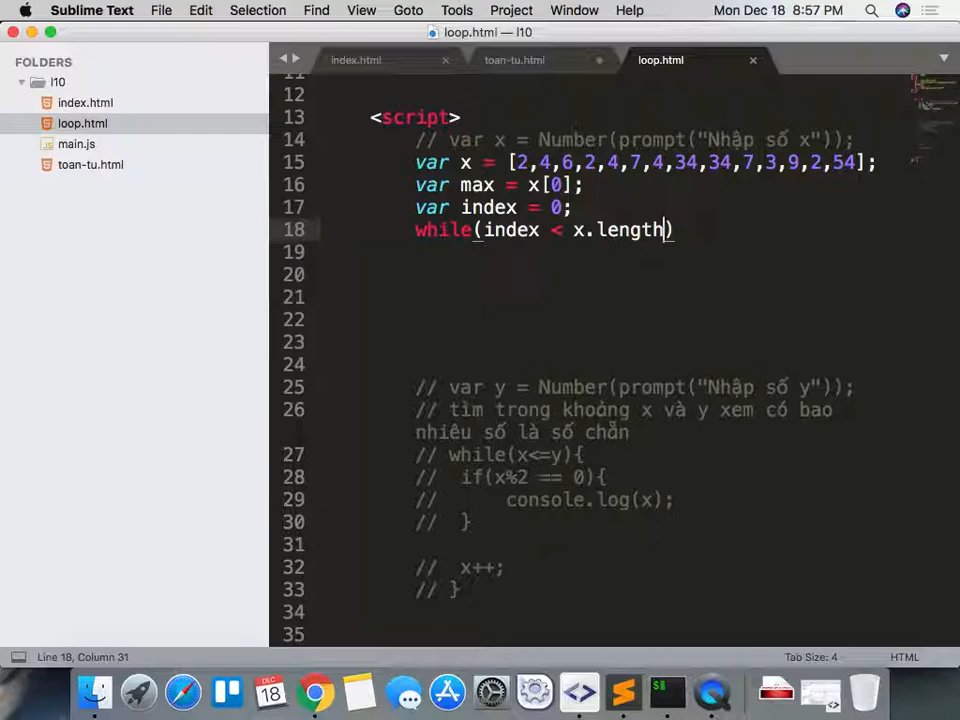 Sublime Text File Edit Selection Find View Goto Tools Project Window Help Mon Dec 18 8:57 PM
loop.html — l10
FOLDERS
l10
index.html
loop.html
main.js
toan-tu.html
index.html toan-tu.html loop.html
11
12
13 <script>
14 // var x = Number(prompt("Nhập số x"));
15 var x = [2,4,6,2,4,7,4,34,34,7,3,9,2,54];
16 var max = x[0];
17 var index = 0;
18 while(index < x.length)
19
20
21
22
23
24
25 // var y = Number(prompt("Nhập số y"));
26 // tìm trong khoảng x và y xem có bao
nhiêu số là số chẵn
27 // while(x<=y){
28 // if(x%2 == 0){
29 // console.log(x);
30 // }
31
32 // x++;
33 // }
34
35
Line 18, Column 31 Tab Size: 4 HTML
DEC
18